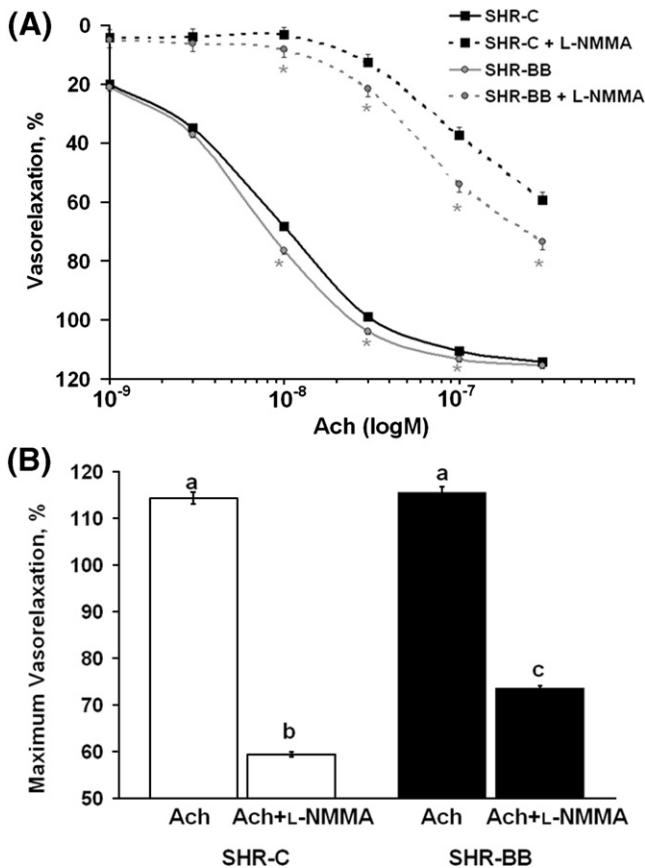 (A)
0
20
40
60
80
100
120
Vasorelaxation, %
SHR-C
SHR-C + L-NMMA
SHR-BB
SHR-BB + L-NMMA
*
*
*
*
*
*
*
10-9
10-8
10-7
Ach (logM)
(B)
120
110
100
90
80
70
60
50
Maximum Vasorelaxation, %
a
b
a
c
Ach Ach+L-NMMA Ach Ach+L-NMMA
SHR-C SHR-BB